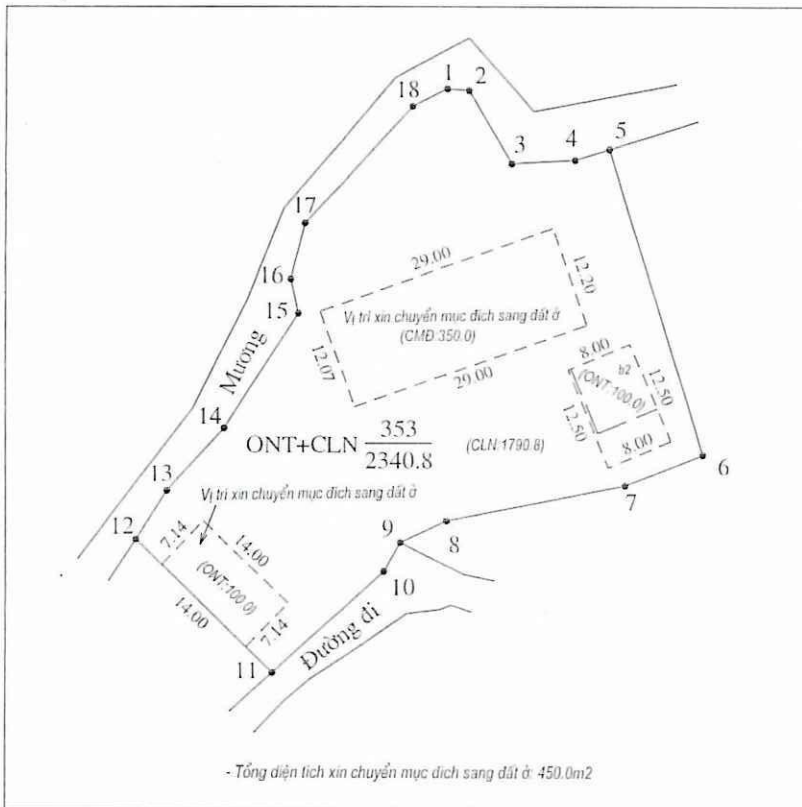 1
2
18
3
4
5
17
29.00
16
12.20
15
Vị trí xin chuyển mục đích sang đất ở
(CMĐ:350.0)
12.07
29.00
8.00
b2
(ONT:100.0)
12.50
12.50
8.00
Mương
14
ONT+CLN
353
2340.8
(CLN:1790.8)
6
7
13
Vị trí xin chuyển mục đích sang đất ở
12
7.14
14.00
9
8
10
(ONT:100.0)
14.00
7.14
Đường đi
11
- Tổng diện tích xin chuyển mục đích sang đất ở: 450.0m2